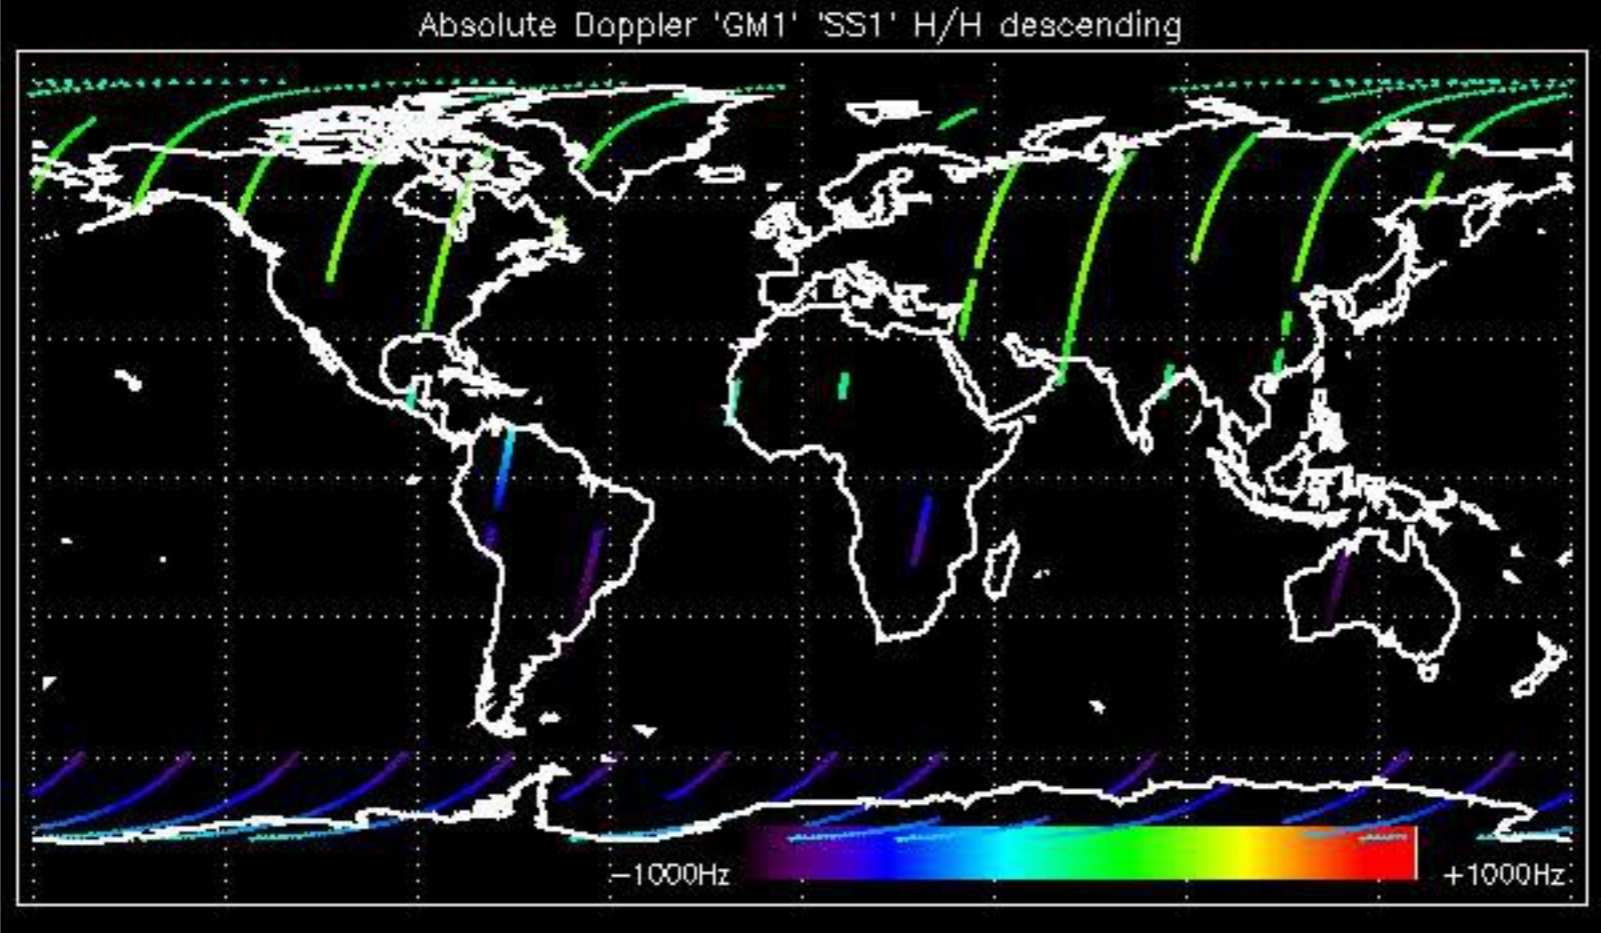 Absolute Doppler 'GM1' 'SS1' H/H descending
−1000Hz +1000Hz